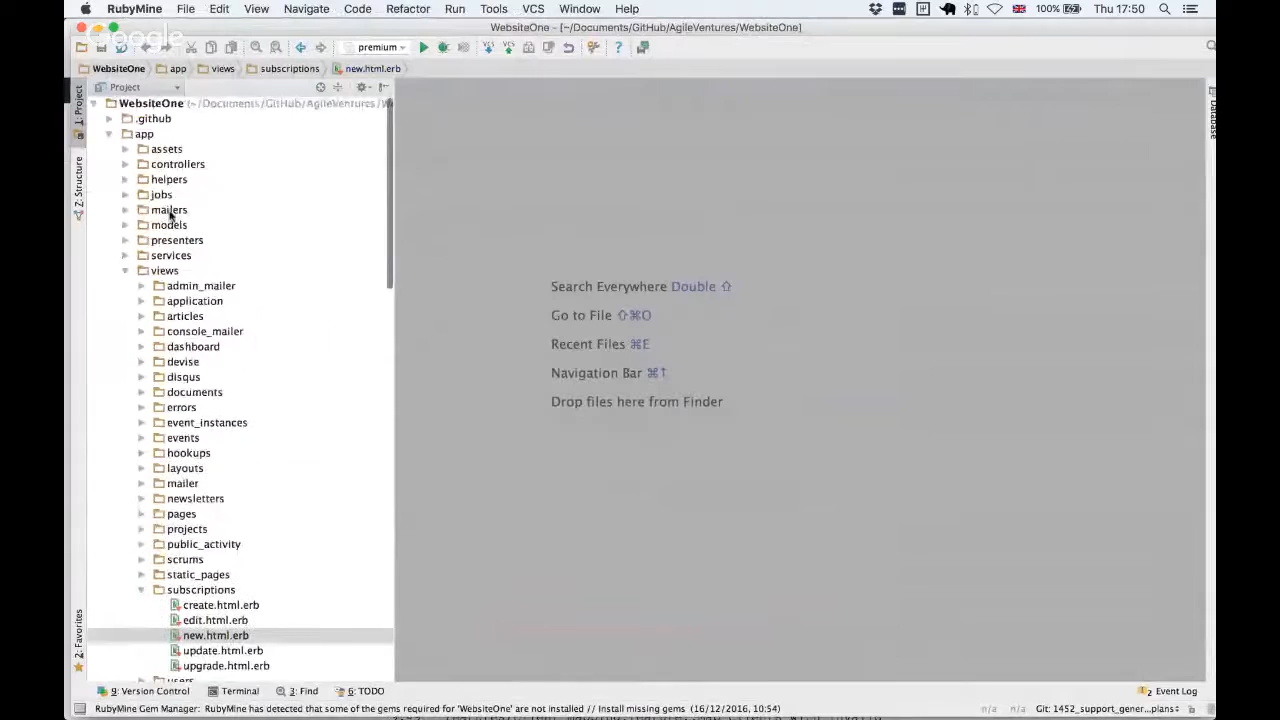 RubyMine File Edit View Navigate Code Refactor Run Tools VCS Window Help 100% Thu 17:50
WebsiteOne - [~/Documents/GitHub/AgileVentures/WebsiteOne]
Google
premium
WebsiteOne app views subscriptions new.html.erb
1: Project
Z: Structure
2: Favorites
Database
Project
WebsiteOne (~/Documents/GitHub/AgileVentures/
.github
app
assets
controllers
helpers
jobs
mailers
models
presenters
services
views
admin_mailer
application
articles
console_mailer
dashboard
devise
disqus
documents
errors
event_instances
events
hookups
layouts
mailer
newsletters
pages
projects
public_activity
scrums
static_pages
subscriptions
create.html.erb
edit.html.erb
new.html.erb
update.html.erb
upgrade.html.erb
users
Search Everywhere Double ⇧
Go to File ⇧⌘O
Recent Files ⌘E
Navigation Bar ⌘↑
Drop files here from Finder
9: Version Control Terminal 3: Find 6: TODO 2 Event Log
RubyMine Gem Manager: RubyMine has detected that some of the gems required for 'WebsiteOne' are not installed // Install missing gems (16/12/2016, 10:54) n/a n/a Git: 1452_support_gener...plans